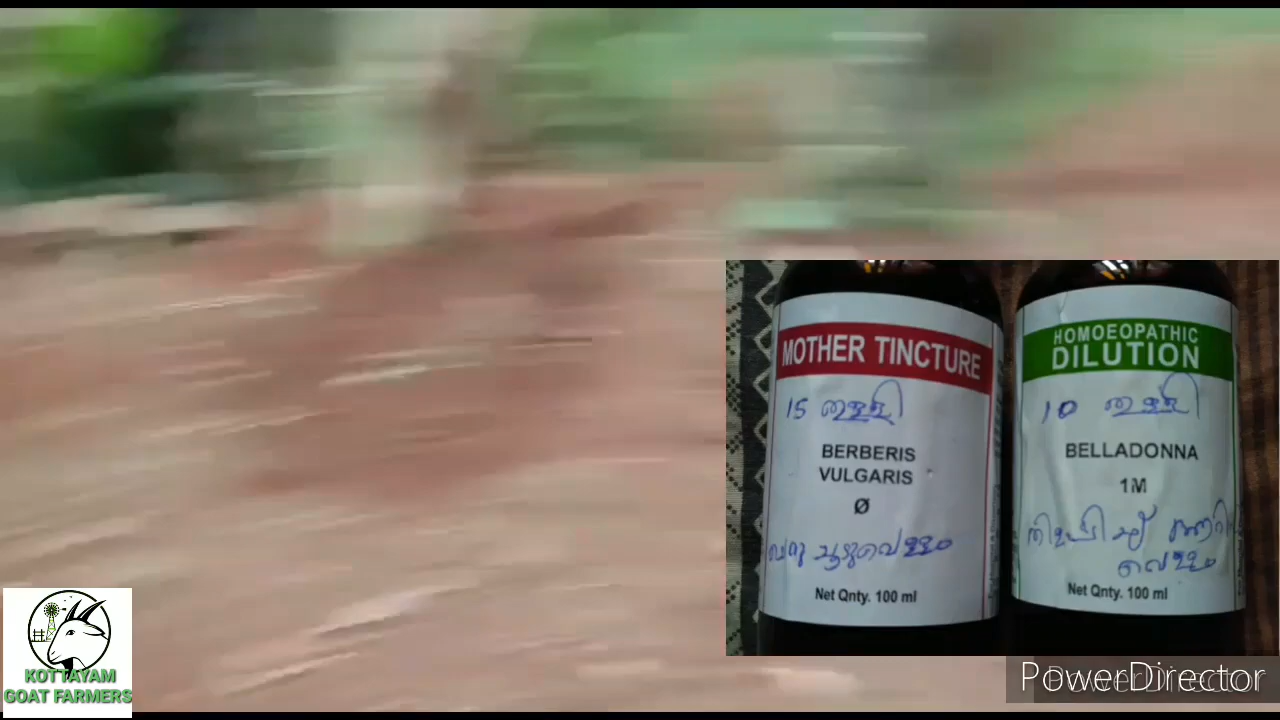 MOTHER TINCTURE
15 തുള്ളി
BERBERIS
VULGARIS
Ø
ചെറു ചൂടുവെള്ളം
Net Qnty. 100 ml
HOMOEOPATHIC
DILUTION
10 തുള്ളി
BELLADONNA
1M
തിളപ്പിച്ച് ആറിയ
വെള്ളം
Net Qnty. 100 ml
KOTTAYAM
GOAT FARMERS
PowerDirector